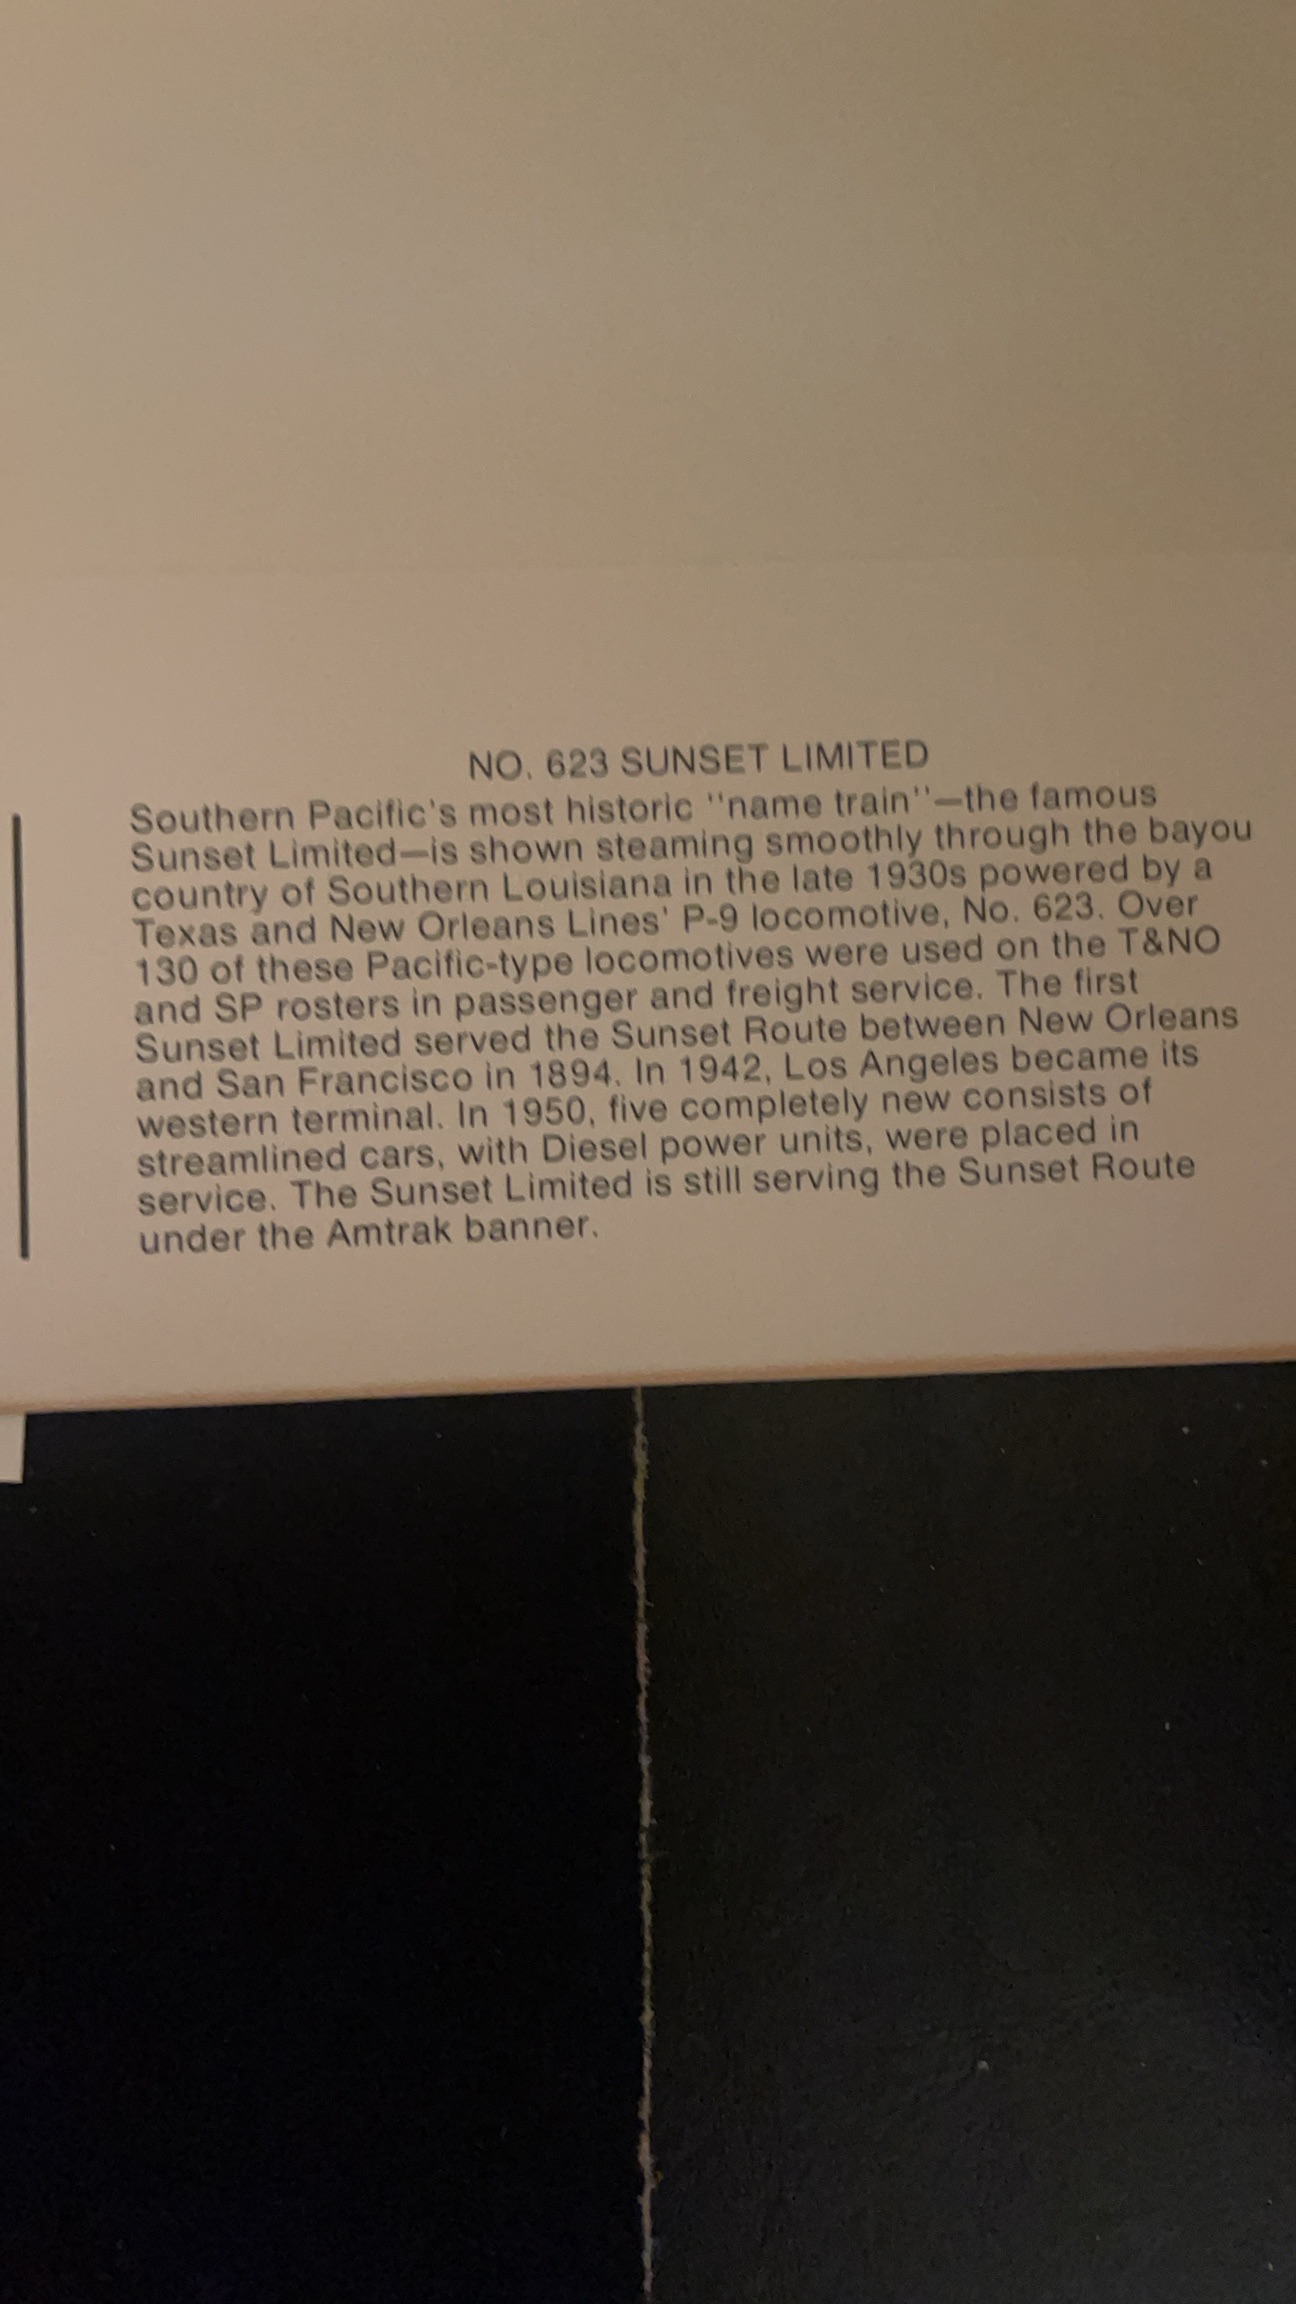 NO. 623 SUNSET LIMITED
Southern Pacific's most historic ''name train''—the famous
Sunset Limited—is shown steaming smoothly through the bayou
country of Southern Louisiana in the late 1930s powered by a
Texas and New Orleans Lines' P-9 locomotive, No. 623. Over
130 of these Pacific-type locomotives were used on the T&NO
and SP rosters in passenger and freight service. The first
Sunset Limited served the Sunset Route between New Orleans
and San Francisco in 1894. In 1942, Los Angeles became its
western terminal. In 1950, five completely new consists of
streamlined cars, with Diesel power units, were placed in
service. The Sunset Limited is still serving the Sunset Route
under the Amtrak banner.